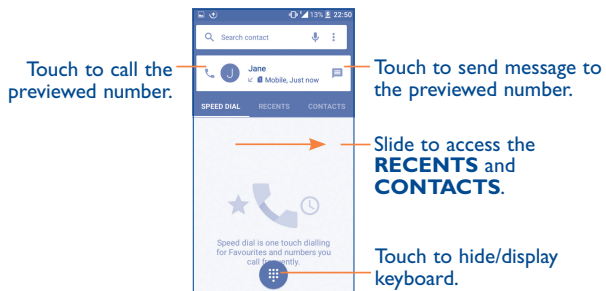 13% 22:50
Search contact
Touch to call the
previewed number.
J
Jane
Mobile, Just now
Touch to send message to
the previewed number.
SPEED DIAL RECENTS CONTACTS
Slide to access the
RECENTS and
CONTACTS.
Speed dial is one touch dialling
for Favourites and numbers you
call frequently.
Touch to hide/display
keyboard.